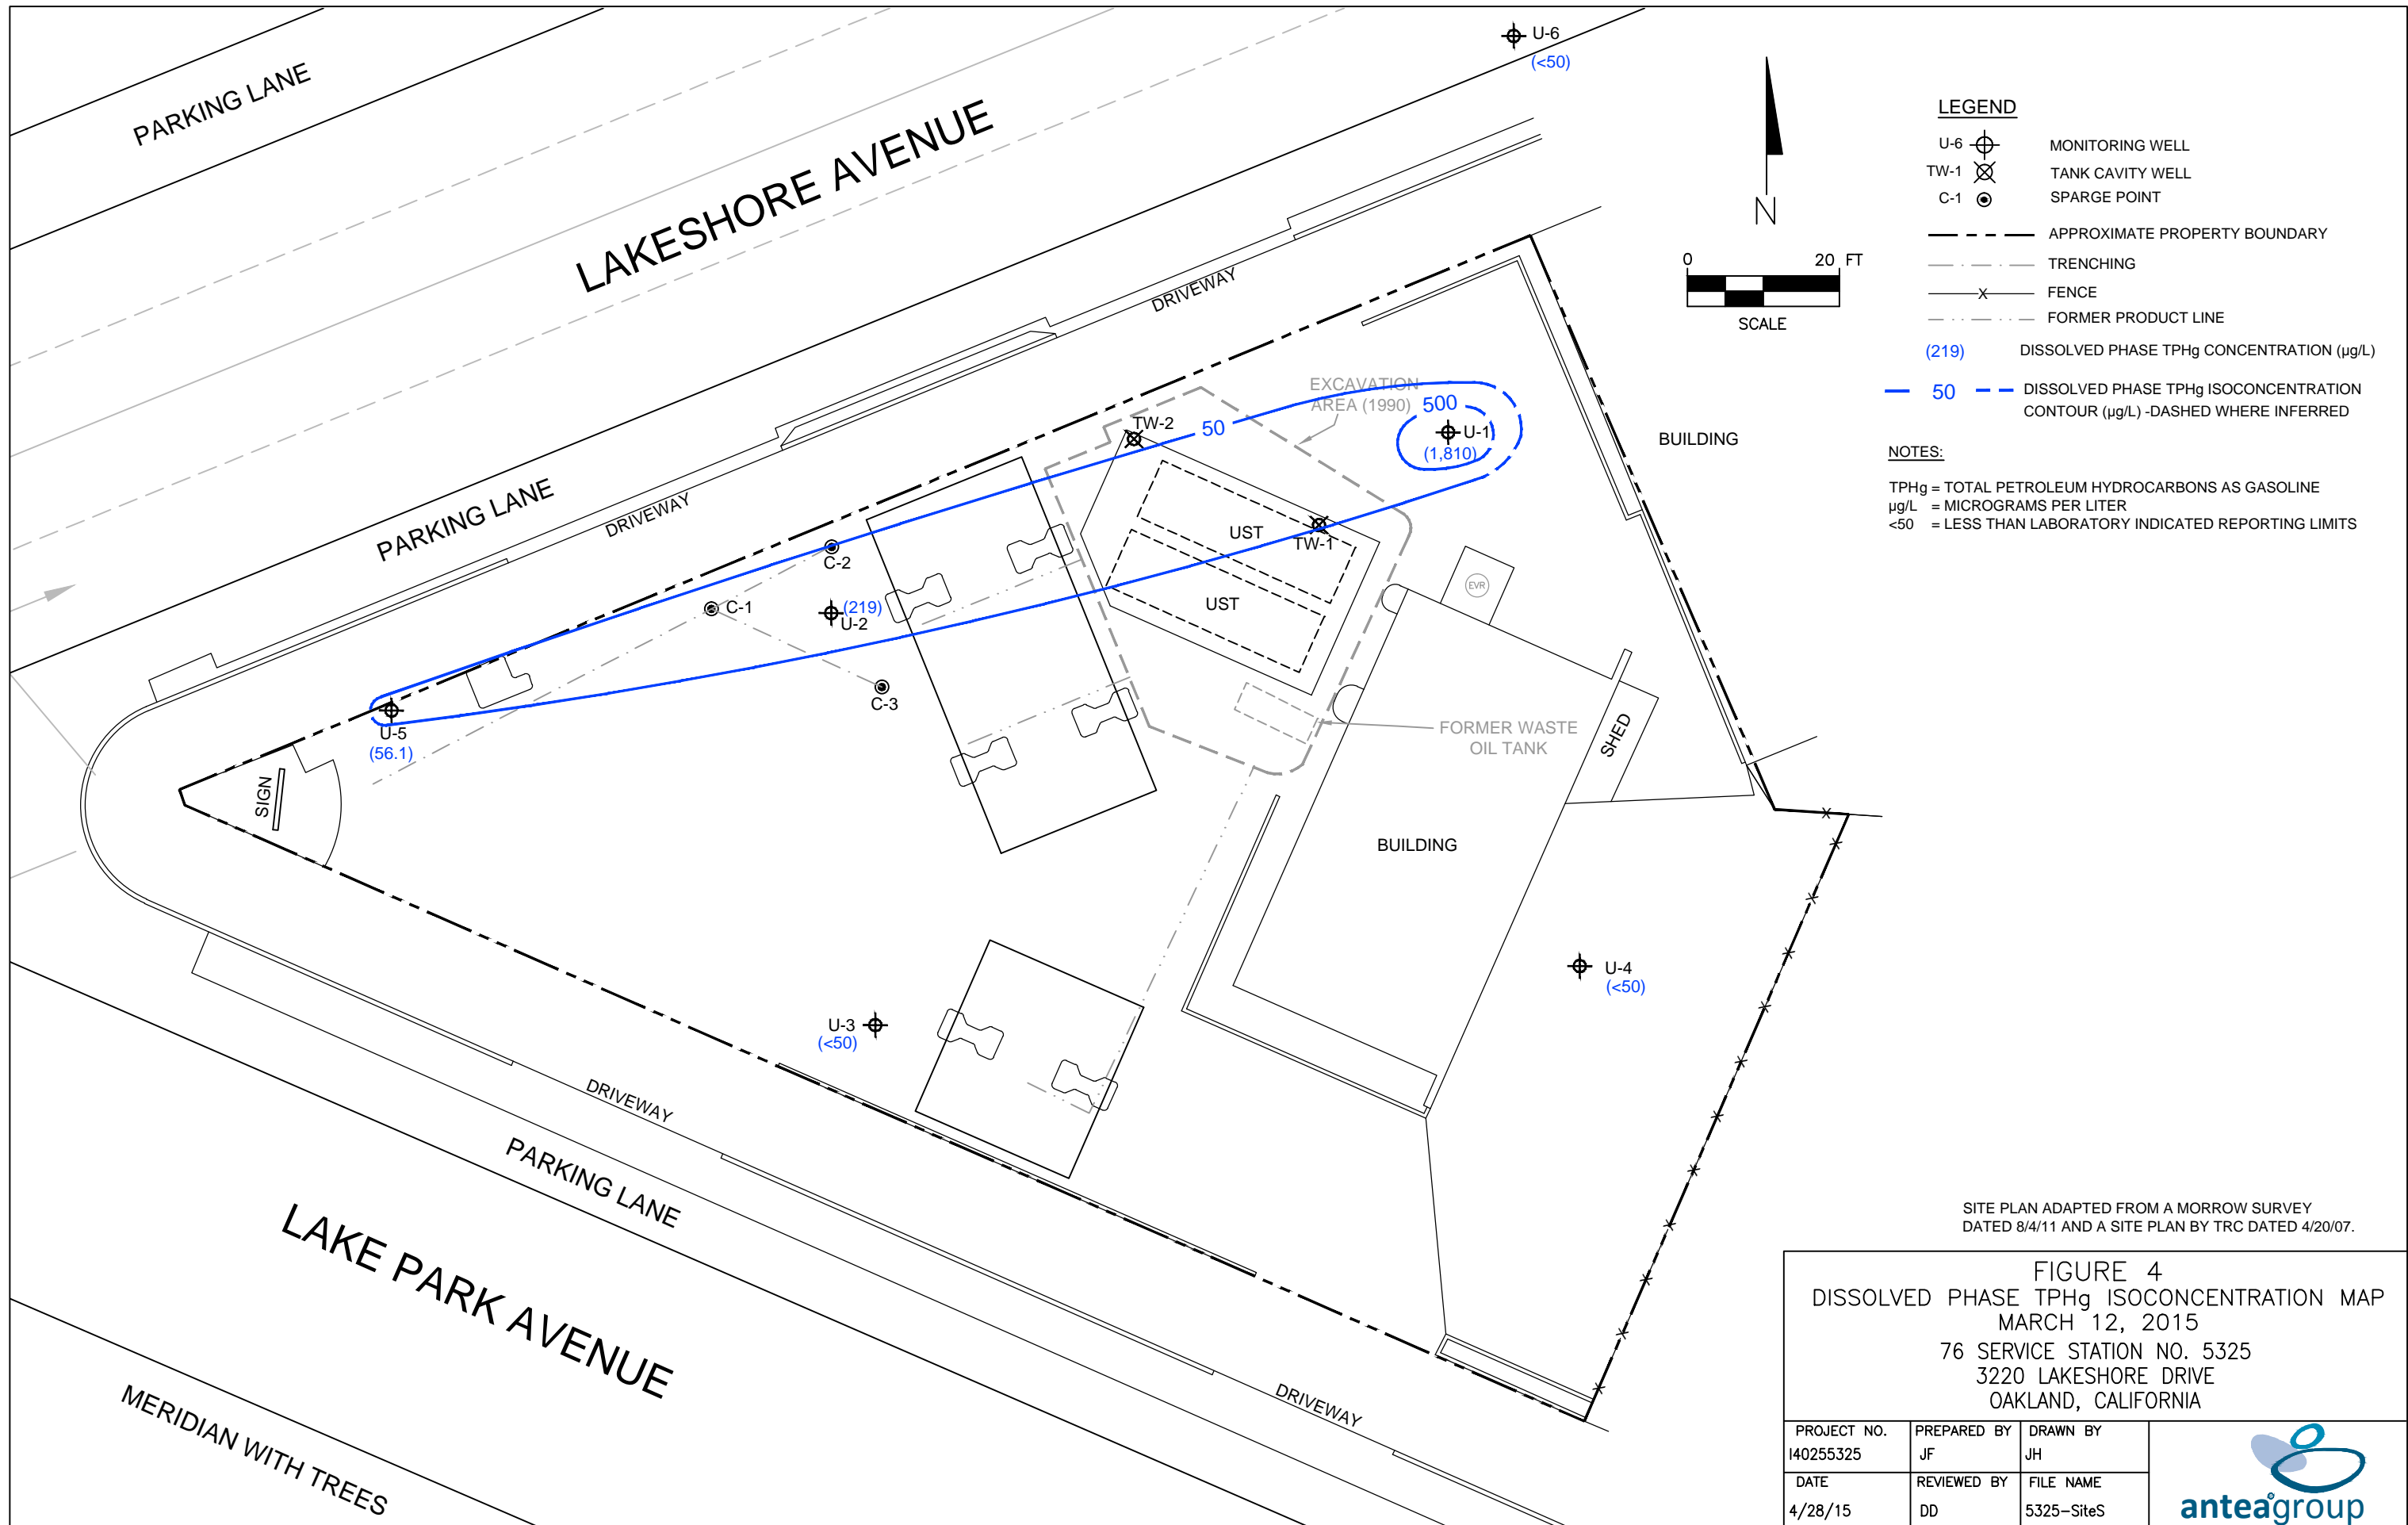 PARKING LANE
LAKESHORE AVENUE
U-6
(<50)
N
0 20 FT
SCALE
LEGEND
U-6 MONITORING WELL
TW-1 TANK CAVITY WELL
C-1 SPARGE POINT
APPROXIMATE PROPERTY BOUNDARY
TRENCHING
X FENCE
FORMER PRODUCT LINE
(219) DISSOLVED PHASE TPHg CONCENTRATION (µg/L)
50 DISSOLVED PHASE TPHg ISOCONCENTRATION
CONTOUR (µg/L) -DASHED WHERE INFERRED
NOTES:
TPHg = TOTAL PETROLEUM HYDROCARBONS AS GASOLINE
µg/L = MICROGRAMS PER LITER
<50 = LESS THAN LABORATORY INDICATED REPORTING LIMITS
DRIVEWAY
EXCAVATION
AREA (1990)
500
U-1
(1,810)
BUILDING
TW-2
50
PARKING LANE
DRIVEWAY
UST
TW-1
UST
EVR
C-2
C-1
(219)
U-2
C-3
U-5
(56.1)
FORMER WASTE
OIL TANK
SHED
SIGN
BUILDING
U-4
(<50)
U-3
(<50)
DRIVEWAY
PARKING LANE
LAKE PARK AVENUE
DRIVEWAY
MERIDIAN WITH TREES
SITE PLAN ADAPTED FROM A MORROW SURVEY
DATED 8/4/11 AND A SITE PLAN BY TRC DATED 4/20/07.
FIGURE 4
DISSOLVED PHASE TPHg ISOCONCENTRATION MAP
MARCH 12, 2015
76 SERVICE STATION NO. 5325
3220 LAKESHORE DRIVE
OAKLAND, CALIFORNIA
PROJECT NO. PREPARED BY DRAWN BY
I40255325 JF JH
DATE REVIEWED BY FILE NAME
4/28/15 DD 5325-SiteS
anteagroup